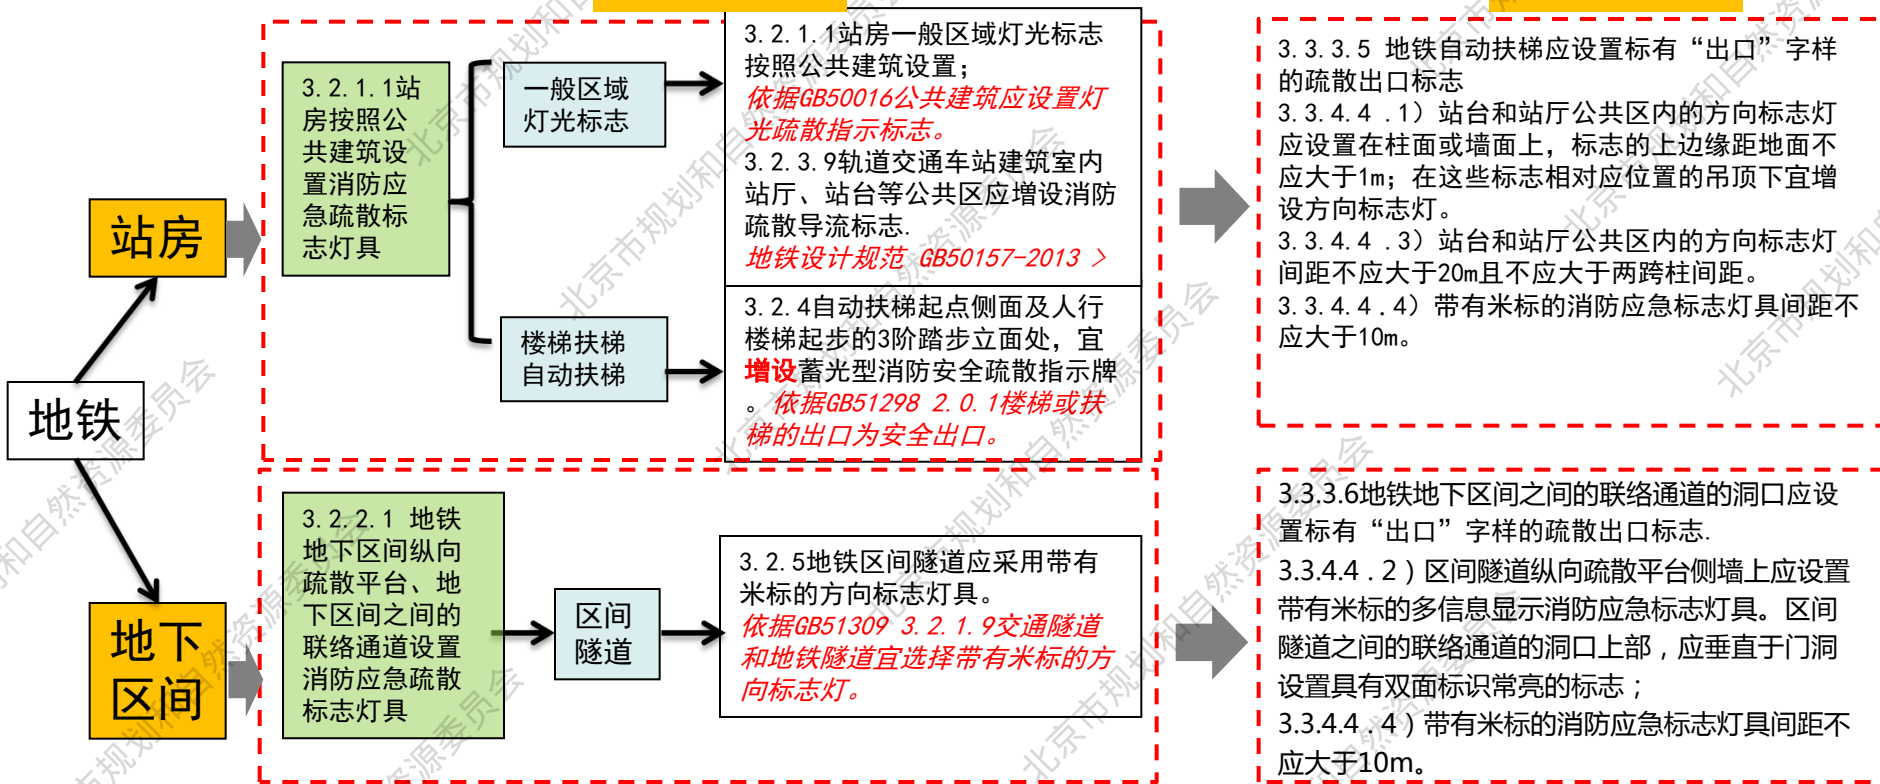 地铁
站房
3.2.1.1站
房按照公
共建筑设
置消防应
急疏散标
志灯具
一般区域
灯光标志
3.2.1.1站房一般区域灯光标志
按照公共建筑设置；
依据GB50016公共建筑应设置灯
光疏散指示标志。
3.2.3.9轨道交通车站建筑室内
站厅、站台等公共区应增设消防
疏散导流标志.
地铁设计规范 GB50157-2013 >
楼梯扶梯
自动扶梯
3.2.4自动扶梯起点侧面及人行
楼梯起步的3阶踏步立面处，宜
增设蓄光型消防安全疏散指示牌
。依据GB51298 2.0.1楼梯或扶
梯的出口为安全出口。
3.3.3.5 地铁自动扶梯应设置标有“出口”字样
的疏散出口标志
3.3.4.4 .1）站台和站厅公共区内的方向标志灯
应设置在柱面或墙面上，标志的上边缘距地面不
应大于1m；在这些标志相对应位置的吊顶下宜增
设方向标志灯。
3.3.4.4 .3）站台和站厅公共区内的方向标志灯
间距不应大于20m且不应大于两跨柱间距。
3.3.4.4.4）带有米标的消防应急标志灯具间距不
应大于10m。
地下
区间
3.2.2.1 地铁
地下区间纵向
疏散平台、地
下区间之间的
联络通道设置
消防应急疏散
标志灯具
区间
隧道
3.2.5地铁区间隧道应采用带有
米标的方向标志灯具。
依据GB51309 3.2.1.9交通隧道
和地铁隧道宜选择带有米标的方
向标志灯。
3.3.3.6地铁地下区间之间的联络通道的洞口应设
置标有“出口”字样的疏散出口标志.
3.3.4.4 . 2）区间隧道纵向疏散平台侧墙上应设置
带有米标的多信息显示消防应急标志灯具。区间
隧道之间的联络通道的洞口上部，应垂直于门洞
设置具有双面标识常亮的标志；
3.3.4.4 . 4）带有米标的消防应急标志灯具间距不
应大于10m。
北京市规划和自然资源委员会